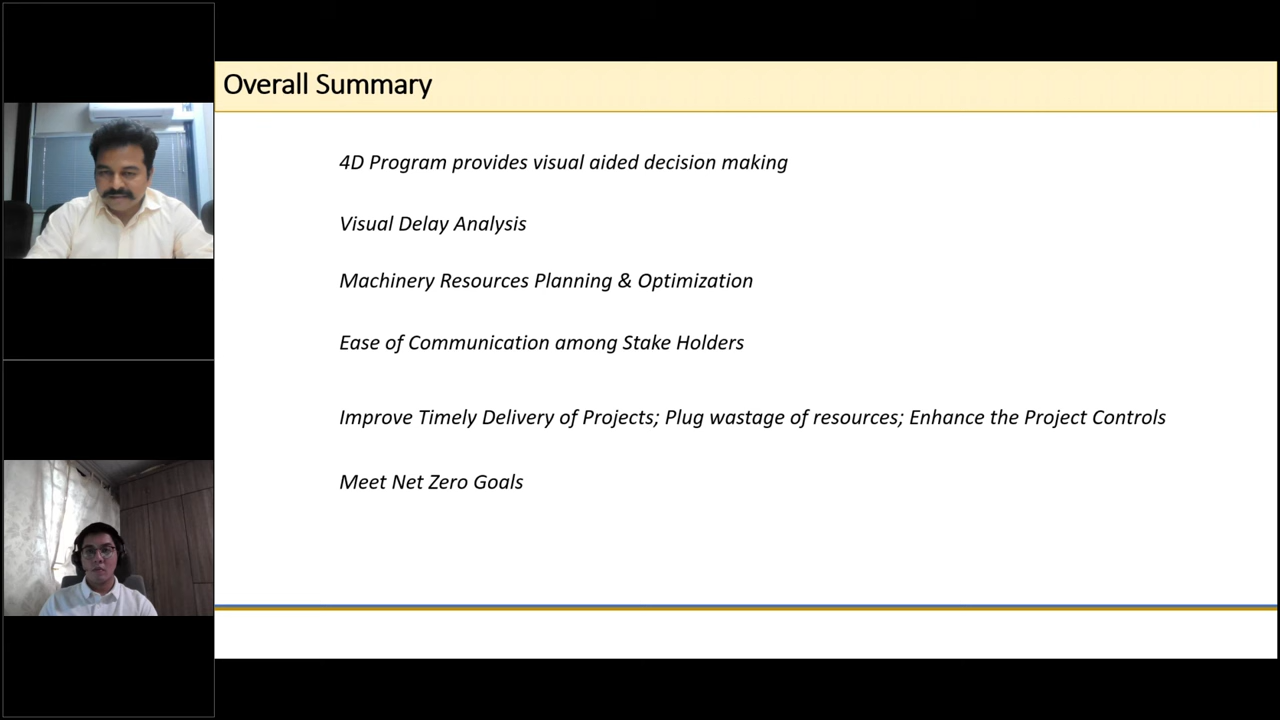 Overall Summary
4D Program provides visual aided decision making
Visual Delay Analysis
Machinery Resources Planning & Optimization
Ease of Communication among Stake Holders
Improve Timely Delivery of Projects; Plug wastage of resources; Enhance the Project Controls
Meet Net Zero Goals